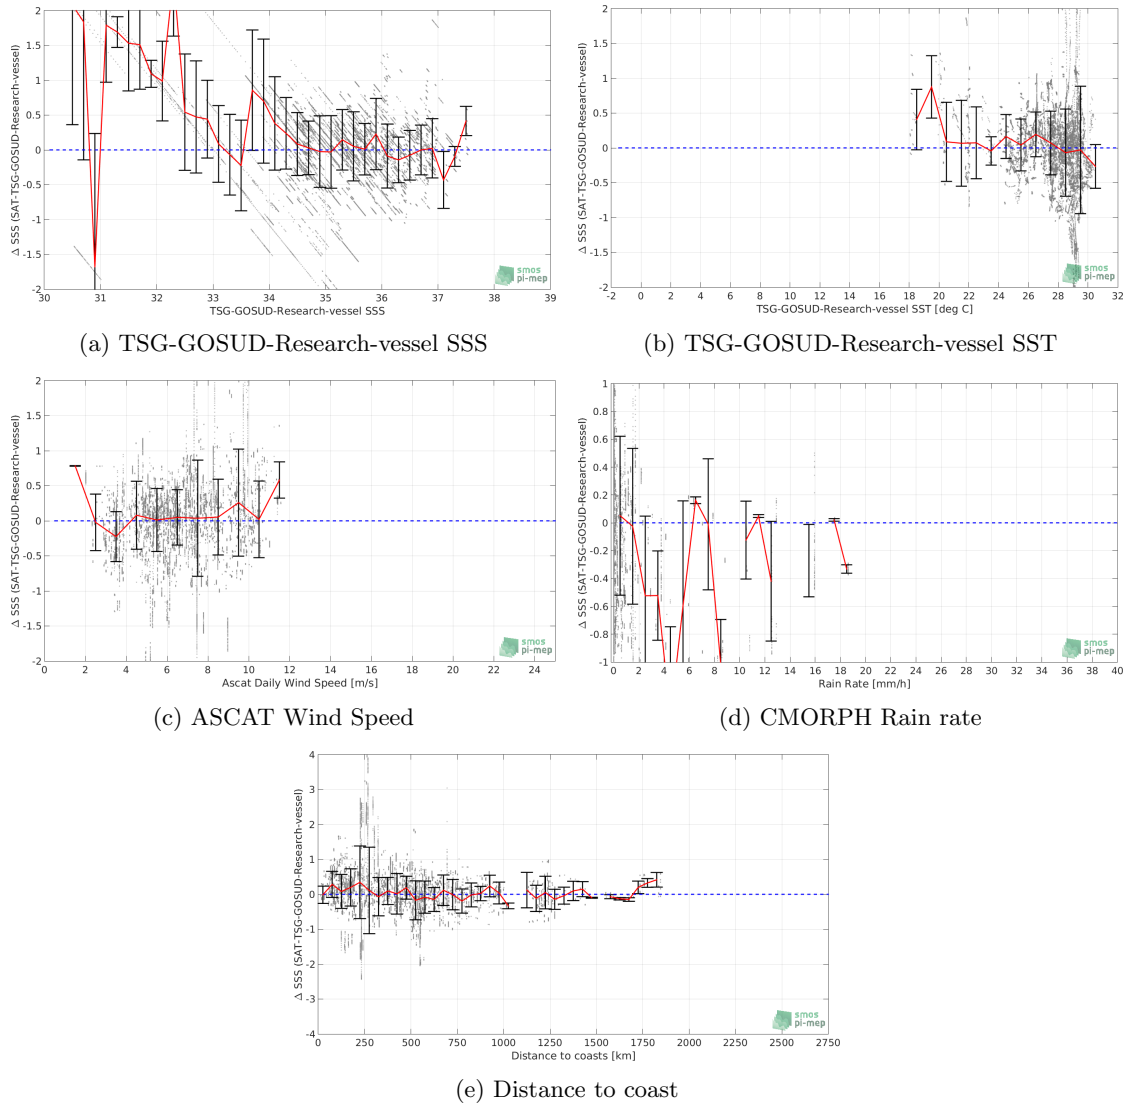 2
1.5
1
0.5
0
-0.5
-1
-1.5
-2
Δ SSS (SAT-TSG-GOSUD-Research-vessel)
30 31 32 33 34 35 36 37 38 39
TSG-GOSUD-Research-vessel SSS
smos
pi-mep
(a) TSG-GOSUD-Research-vessel SSS
2
1.5
1
0.5
0
-0.5
-1
-1.5
-2
Δ SSS (SAT-TSG-GOSUD-Research-vessel)
-2 0 2 4 6 8 10 12 14 16 18 20 22 24 26 28 30 32
TSG-GOSUD-Research-vessel SST [deg C]
smos
pi-mep
(b) TSG-GOSUD-Research-vessel SST
2
1.5
1
0.5
0
-0.5
-1
-1.5
-2
Δ SSS (SAT-TSG-GOSUD-Research-vessel)
2 4 6 8 10 12 14 16 18 20 22 24
Ascat Daily Wind Speed [m/s]
smos
pi-mep
(c) ASCAT Wind Speed
1
0.8
0.6
0.4
0.2
0
-0.2
-0.4
-0.6
-0.8
-1
Δ SSS (SAT-TSG-GOSUD-Research-vessel)
0 2 4 6 8 10 12 14 16 18 20 22 24 26 28 30 32 34 36 38 40
Rain Rate [mm/h]
smos
pi-mep
(d) CMORPH Rain rate
4
3
2
1
0
-1
-2
-3
-4
Δ SSS (SAT-TSG-GOSUD-Research-vessel)
0 250 500 750 1000 1250 1500 1750 2000 2250 2500 2750
Distance to coasts [km]
smos
pi-mep
(e) Distance to coast